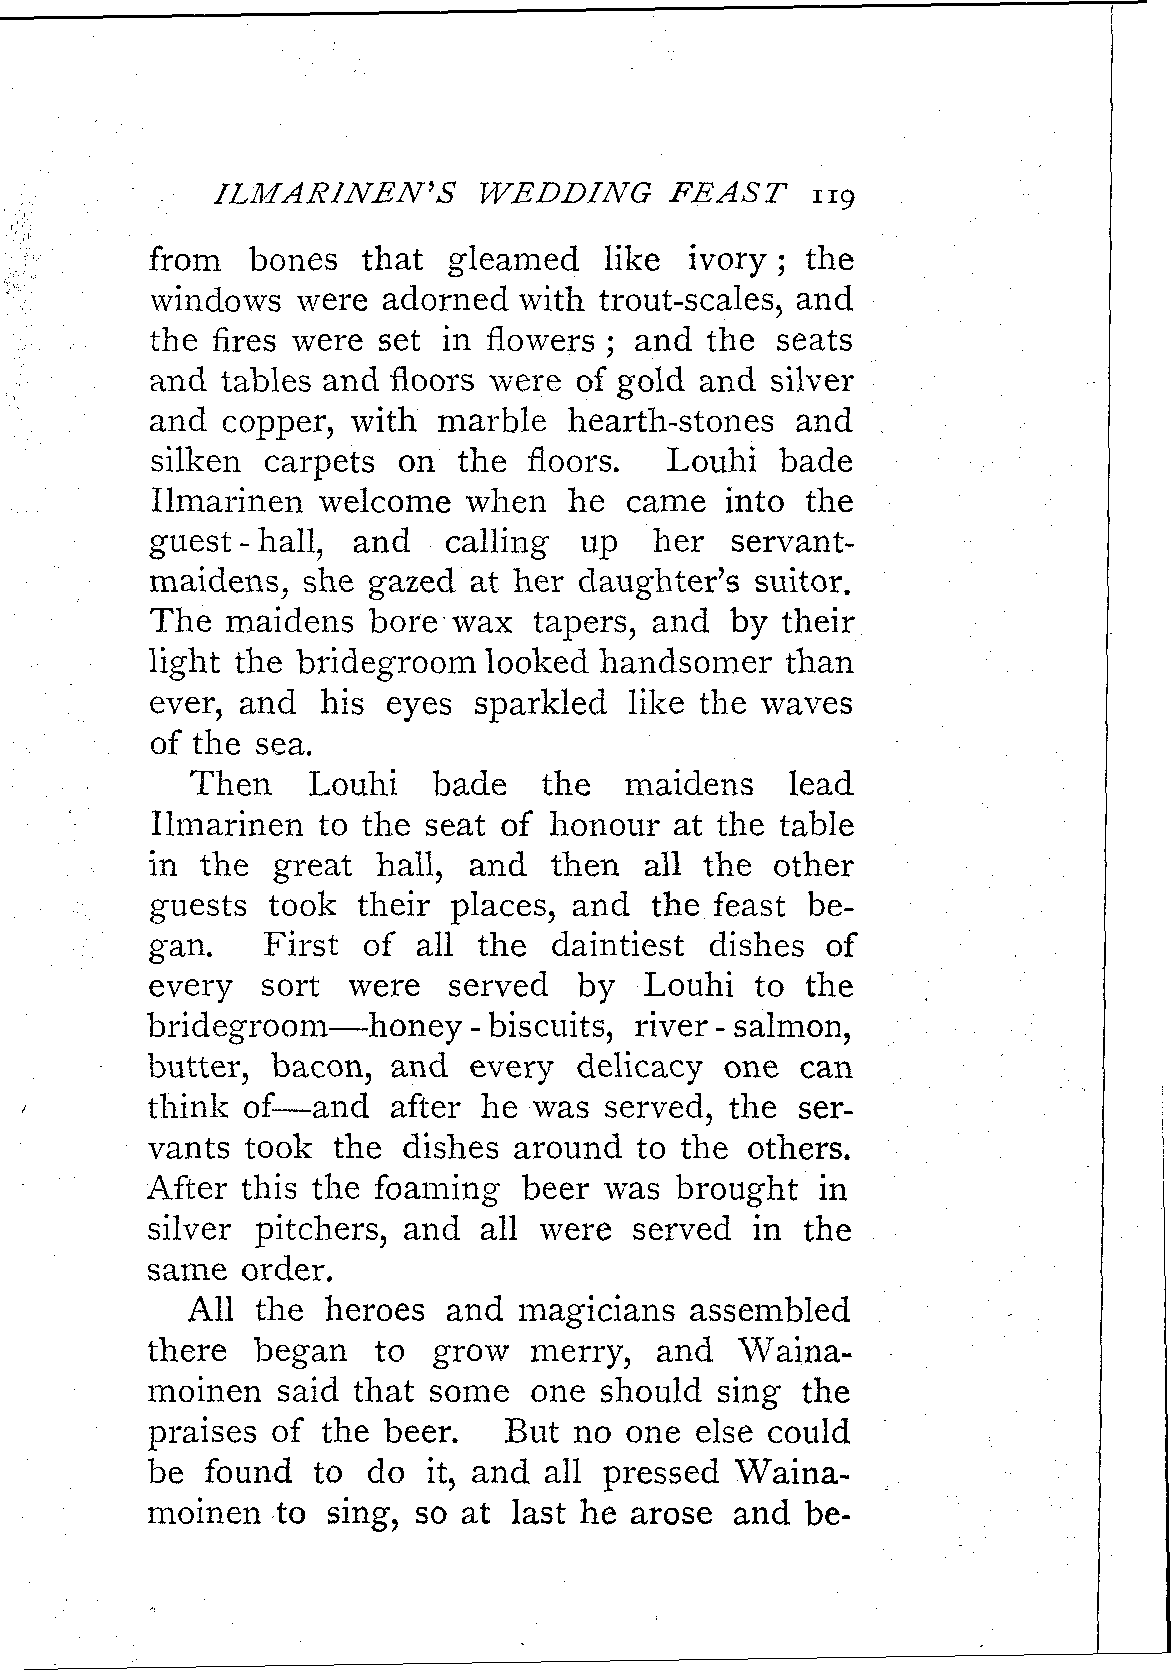 ILMARINEN'S WEDDING FEAST 119
from bones that gleamed like ivory ; the
windows were adorned with trout-scales, and
the fires were set in flowers ; and the seats
and tables and floors were of gold and silver
and copper, with marble hearth-stones and
silken carpets on the floors. Louhi bade
Ilmarinen welcome when he came into the
guest - hall, and calling up her servant-
maidens, she gazed at her daughter's suitor.
The maidens bore wax tapers, and by their
light the bridegroom looked handsomer than
ever, and his eyes sparkled like the waves
of the sea.
Then Louhi bade the maidens lead
Ilmarinen to the seat of honour at the table
in the great hall, and then all the other
guests took their places, and the feast be-
gan. First of all the daintiest dishes of
every sort were served by Louhi to the
bridegroom—honey - biscuits, river - salmon,
butter, bacon, and every delicacy one can
think of—and after he was served, the ser-
vants took the dishes around to the others.
After this the foaming beer was brought in
silver pitchers, and all were served in the
same order.
All the heroes and magicians assembled
there began to grow merry, and Waina-
moinen said that some one should sing the
praises of the beer. But no one else could
be found to do it, and all pressed Waina-
moinen to sing, so at last he arose and be-